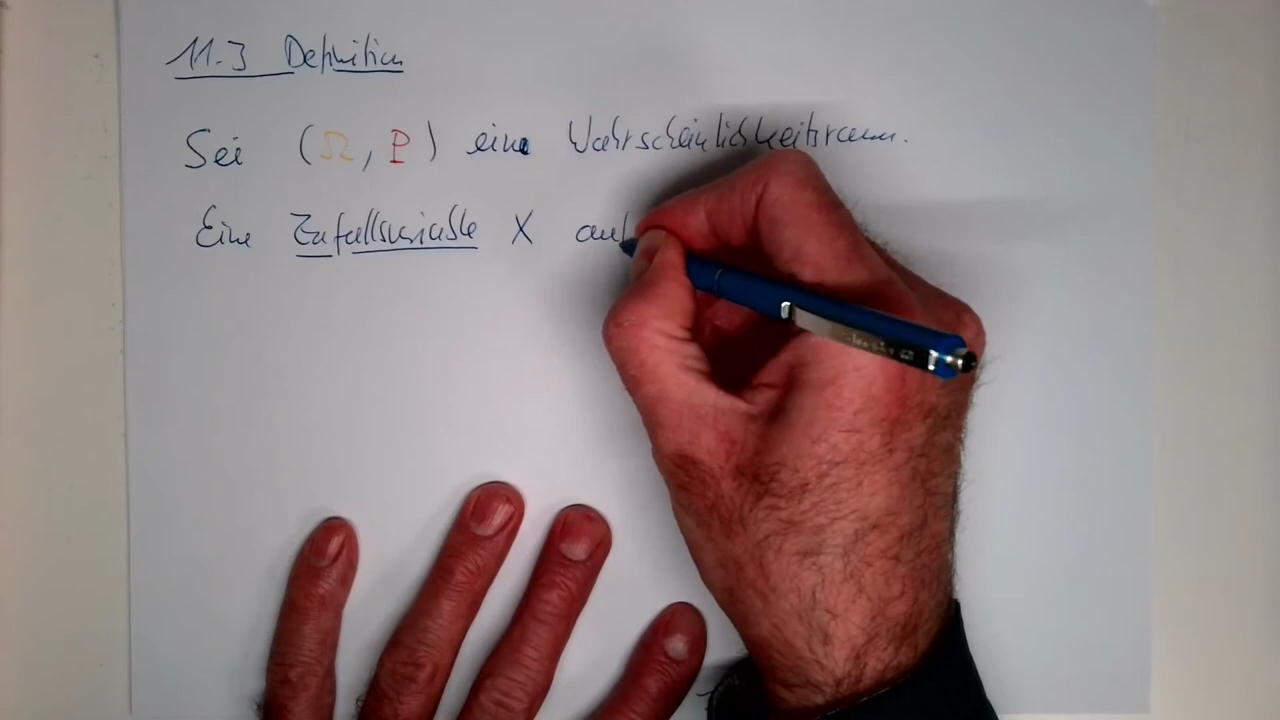 11.3 Definition
Sei (Ω, P) ein Wahrscheinlichkeitsraum.
Eine Zufallsvariable X auf